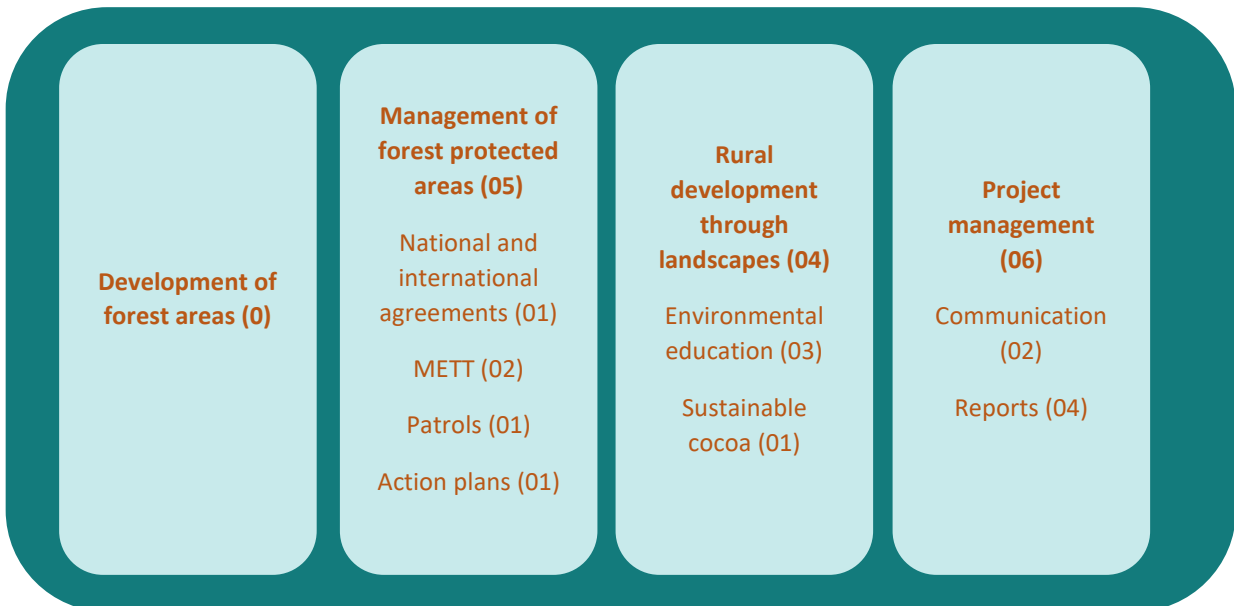 Development of
forest areas (0)
Management of
forest protected
areas (05)
National and
international
agreements (01)
METT (02)
Patrols (01)
Action plans (01)
Rural
development
through
landscapes (04)
Environmental
education (03)
Sustainable
cocoa (01)
Project
management
(06)
Communication
(02)
Reports (04)